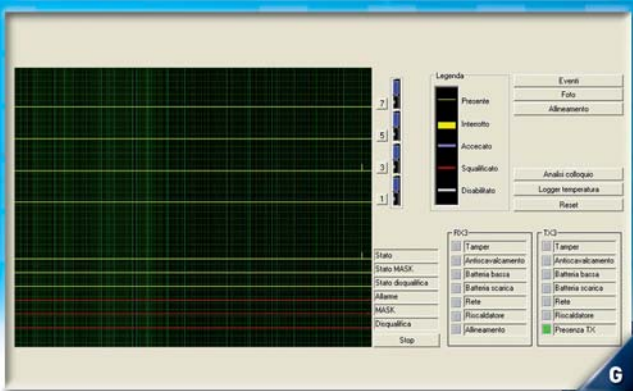 7
5
3
1
Legenda
Presente
Interrotto
Accecato
Squalificato
Disabilitato
Eventi
Foto
Allineamento
Analisi colloquio
Logger temperatura
Reset
Stato
Stato MASK
Stato disqualifica
Allarme
MASK
Disqualifica
Stop
RX3
Tamper
Antiscavalcamento
Batteria bassa
Batteria scarica
Rete
Riscaldatore
Allineamento
TX3
Tamper
Antiscavalcamento
Batteria bassa
Batteria scarica
Rete
Riscaldatore
Presenza TX
G